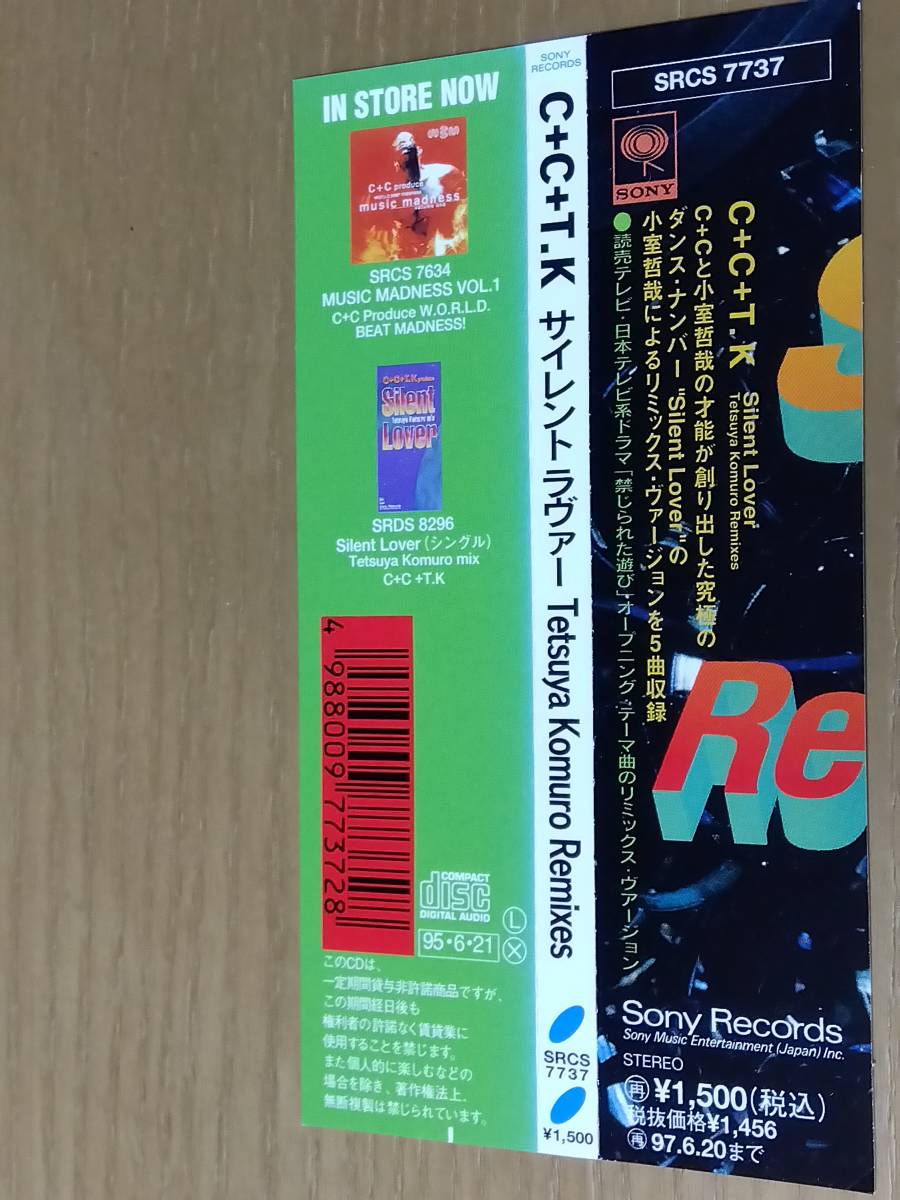 IN STORE NOW
C+C produce
WORLD BEAT MADNESS
music madness
volume one
SRCS 7634
MUSIC MADNESS VOL.1
C+C Produce W.O.R.L.D.
BEAT MADNESS!
C+C+T.K produce
Silent
Tetsuya Komuro mix
Lover
SRDS 8296
Silent Lover(シングル)
Tetsuya Komuro mix
C+C +T.K
4 988009 773728
COMPACT
disc
DIGITAL AUDIO
95・6・21
L
X
このCDは、
一定期間貸与非許諾商品ですが、
この期間経日後も
権利者の許諾なく賃貸業に
使用することを禁じます。
また個人的に楽しむなどの
場合を除き、著作権法上、
無断複製は禁じられています。
SONY
RECORDS
C+C+T.K サイレントラヴァー Tetsuya Komuro Remixes
SRCS
7737
¥1,500
SRCS 7737
SONY
C+C+T.K Silent Lover
Tetsuya Komuro Remixes
C+Cと小室哲哉の才能が創り出した究極の
ダンス・ナンバー"Silent Lover"の
小室哲哉によるリミックス・ヴァージョンを5曲収録
●読売テレビ・日本テレビ系ドラマ「禁じられた遊び」オープニング・テーマ曲のリミックス・ヴァージョン
S
Re
Sony Records
Sony Music Entertainment (Japan) Inc.
STEREO
再¥1,500(税込)
税抜価格¥1,456
再97.6.20まで